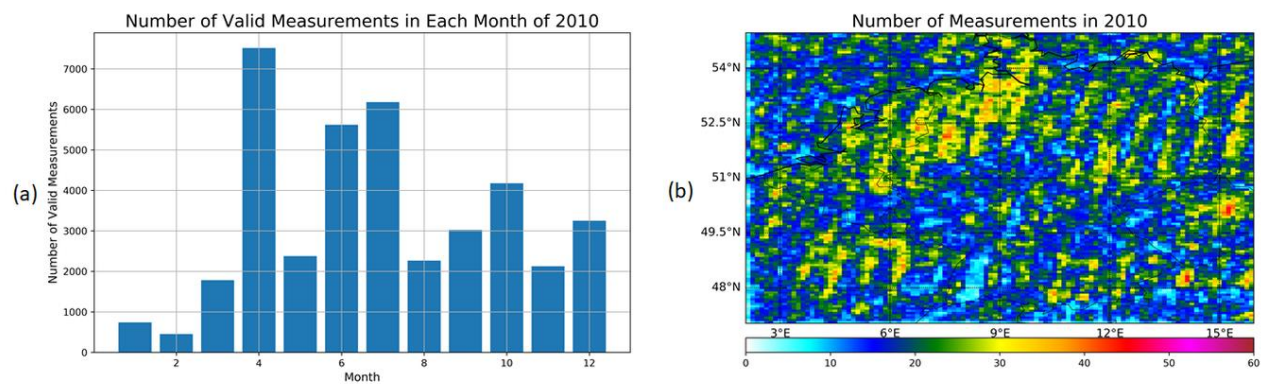 Number of Valid Measurements in Each Month of 2010
(a)
Number of Valid Measurements
7000
6000
5000
4000
3000
2000
1000
0
2 4 6 8 10 12
Month
Number of Measurements in 2010
(b)
54°N
52.5°N
51°N
49.5°N
48°N
3°E 6°E 9°E 12°E 15°E
0 10 20 30 40 50 60